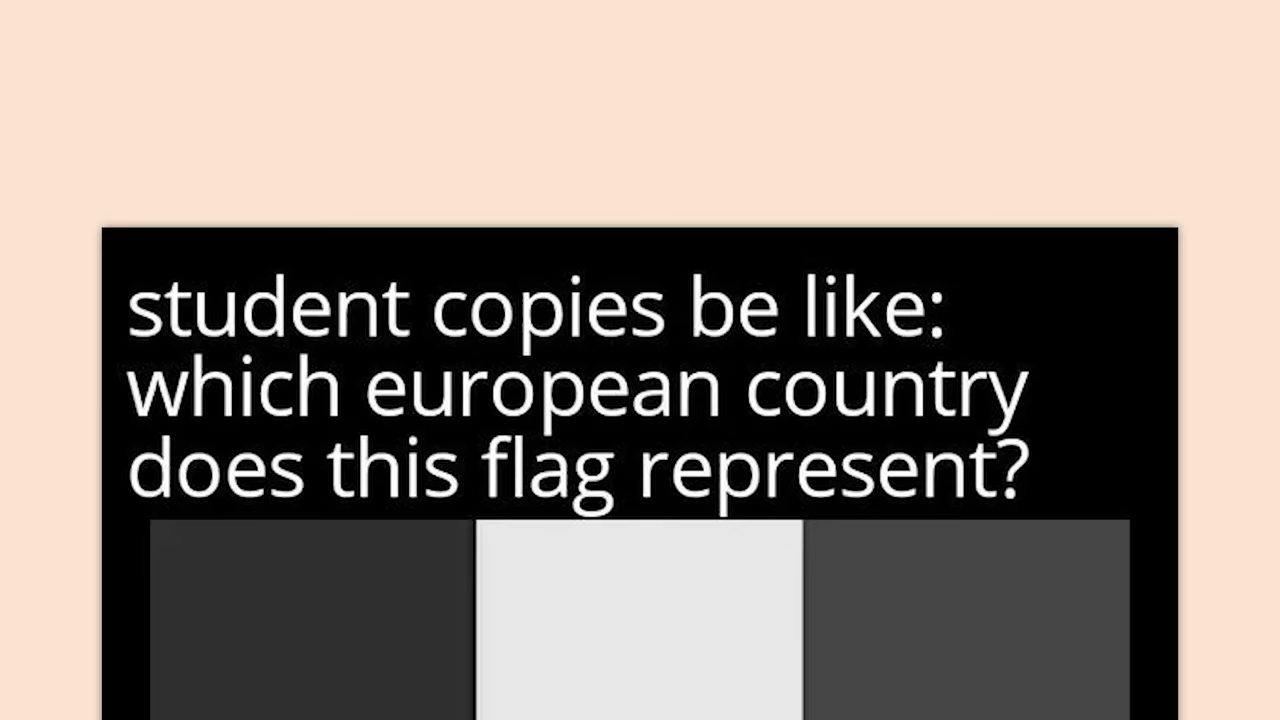 student copies be like:
which european country
does this flag represent?